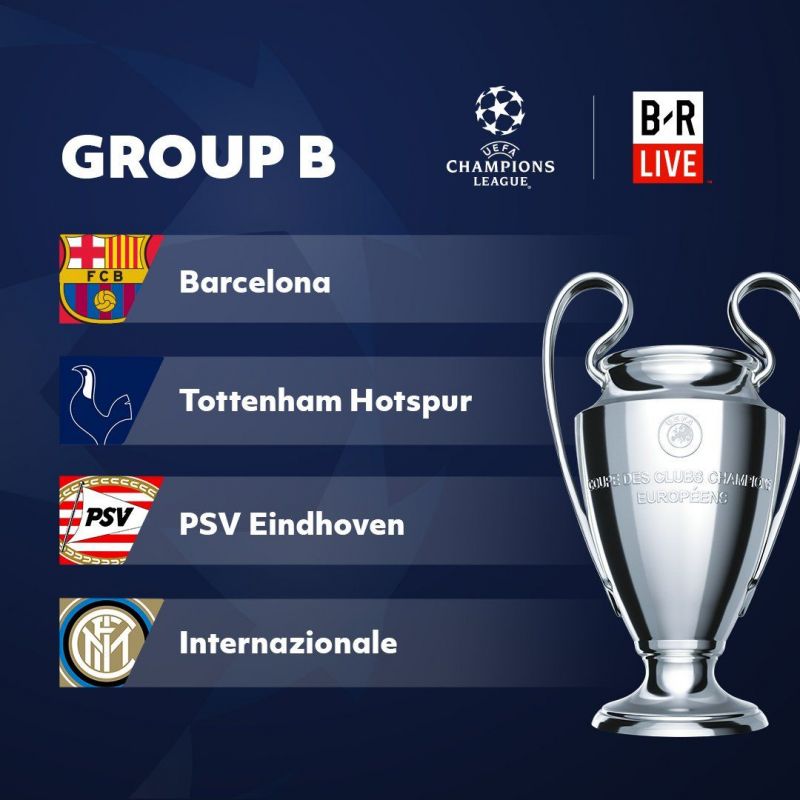 GROUP B
UEFA
CHAMPIONS
LEAGUE
B R
LIVE
FCB
Barcelona
Tottenham Hotspur
PSV
PSV Eindhoven
Internazionale
UEFA
COUPE DES CLUBS CHAMPIONS
EUROPÉENS